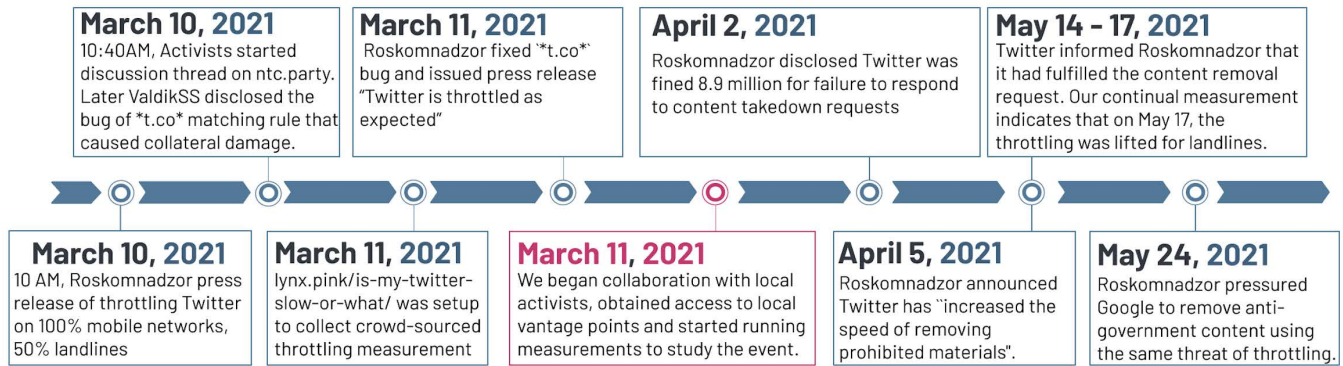 March 10, 2021
10:40AM, Activists started
discussion thread on ntc.party.
Later ValdikSS disclosed the
bug of *t.co* matching rule that
caused collateral damage.
March 11, 2021
Roskomnadzor fixed `*t.co*`
bug and issued press release
“Twitter is throttled as
expected”
April 2, 2021
Roskomnadzor disclosed Twitter was
fined 8.9 million for failure to respond
to content takedown requests
May 14 - 17, 2021
Twitter informed Roskomnadzor that
it had fulfilled the content removal
request. Our continual measurement
indicates that on May 17, the
throttling was lifted for landlines.
March 10, 2021
10 AM, Roskomnadzor press
release of throttling Twitter
on 100% mobile networks,
50% landlines
March 11, 2021
lynx.pink/is-my-twitter-
slow-or-what/ was setup
to collect crowd-sourced
throttling measurement
March 11, 2021
We began collaboration with local
activists, obtained access to local
vantage points and started running
measurements to study the event.
April 5, 2021
Roskomnadzor announced
Twitter has ``increased the
speed of removing
prohibited materials".
May 24, 2021
Roskomnadzor pressured
Google to remove anti-
government content using
the same threat of throttling.